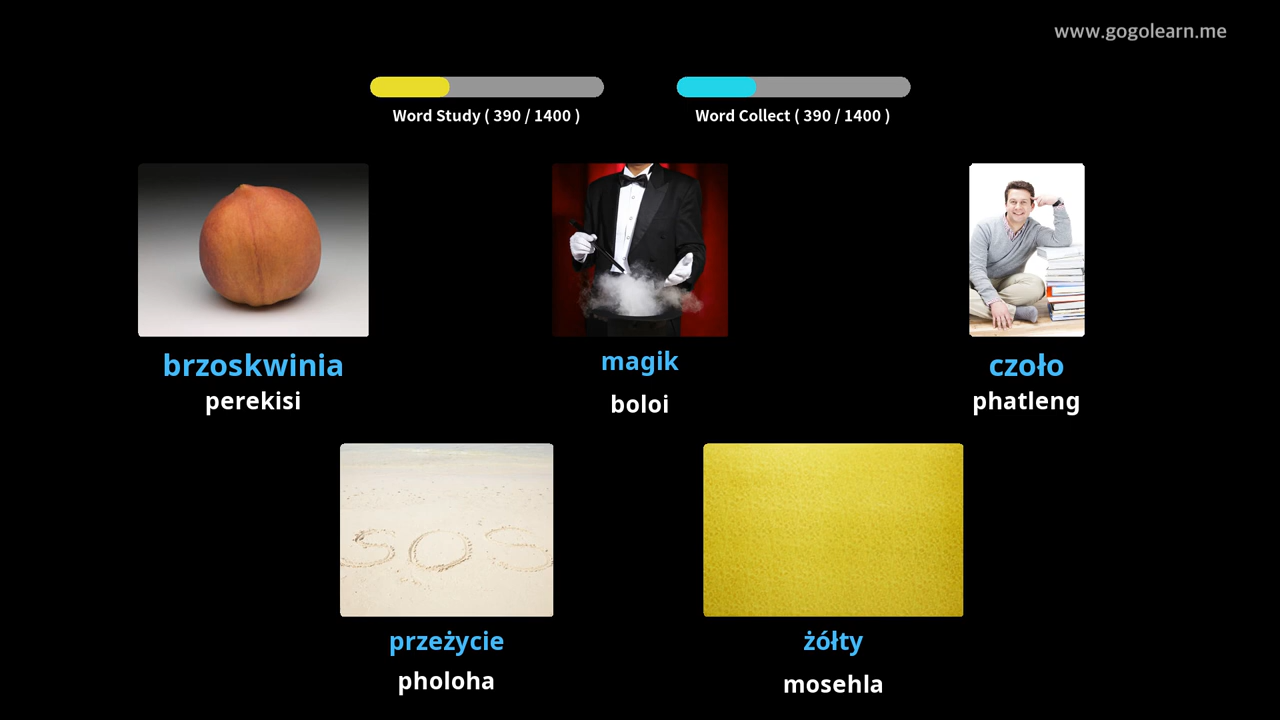 www.gogolearn.me
Word Study ( 390 / 1400 )
Word Collect ( 390 / 1400 )
brzoskwinia
perekisi
magik
boloi
czoło
phatleng
SOS
przeżycie
pholoha
żółty
mosehla